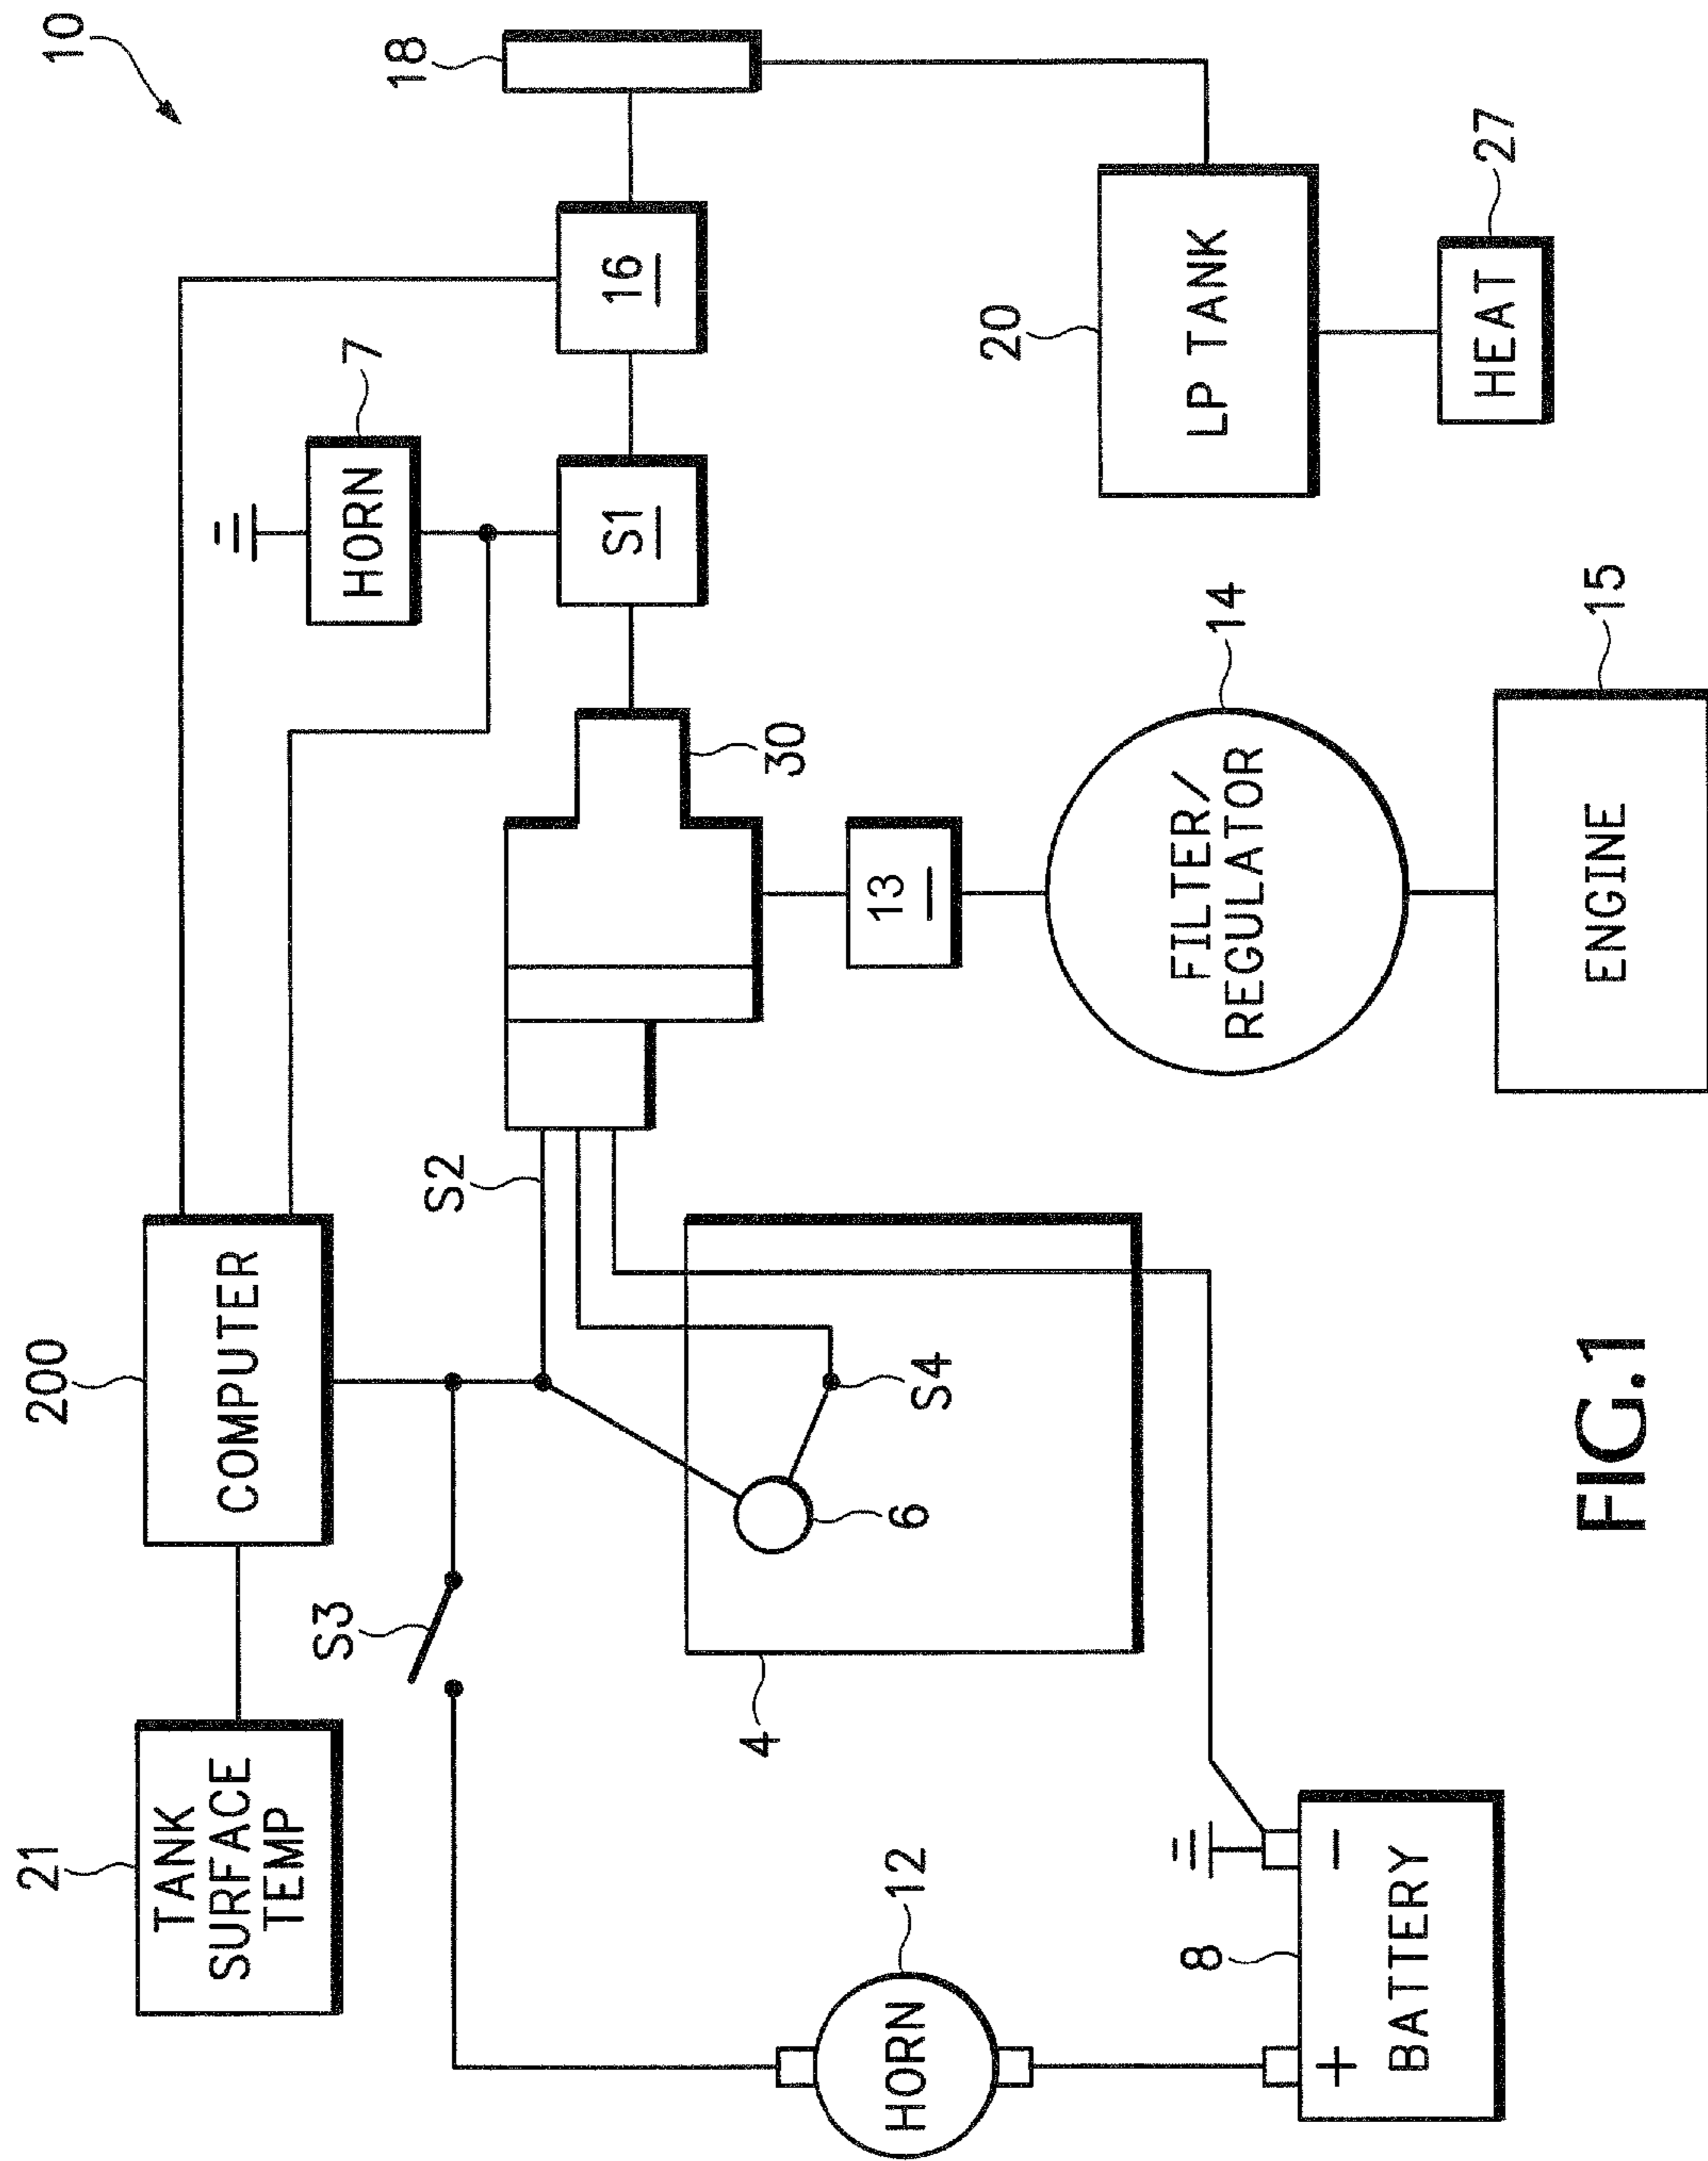 10
200
COMPUTER
21
TANK
SURFACE
TEMP
S3
S2
7
HORN
18
16
S1
30
13
6
S4
4
20
LP TANK
27
HEAT
14
FILTER/
REGULATOR
15
ENGINE
12
HORN
8
+
−
BATTERY
FIG.1